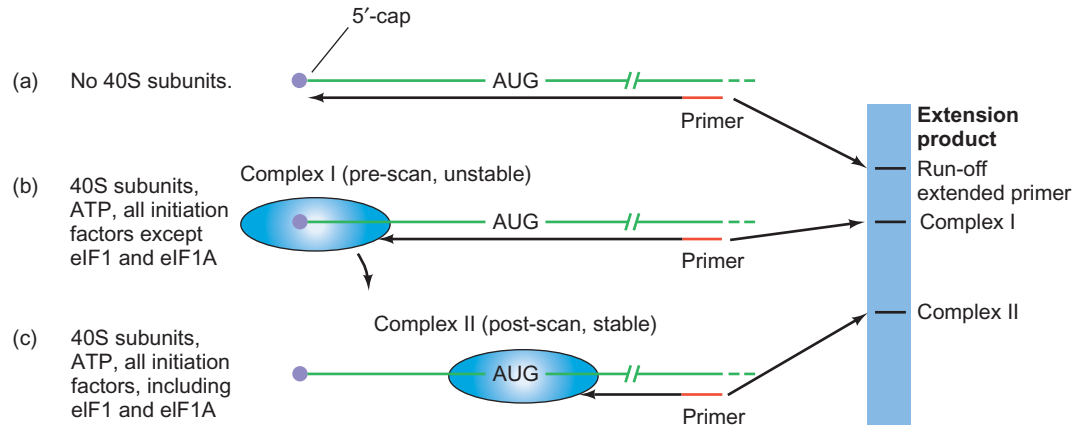 5′-cap
(a) No 40S subunits.
AUG
Primer
Extension
product
Run-off
extended primer
Complex I (pre-scan, unstable)
(b) 40S subunits,
ATP, all initiation
factors except
eIF1 and eIF1A
AUG
Primer
Complex I
Complex II (post-scan, stable)
Complex II
(c) 40S subunits,
ATP, all initiation
factors, including
eIF1 and eIF1A
AUG
Primer